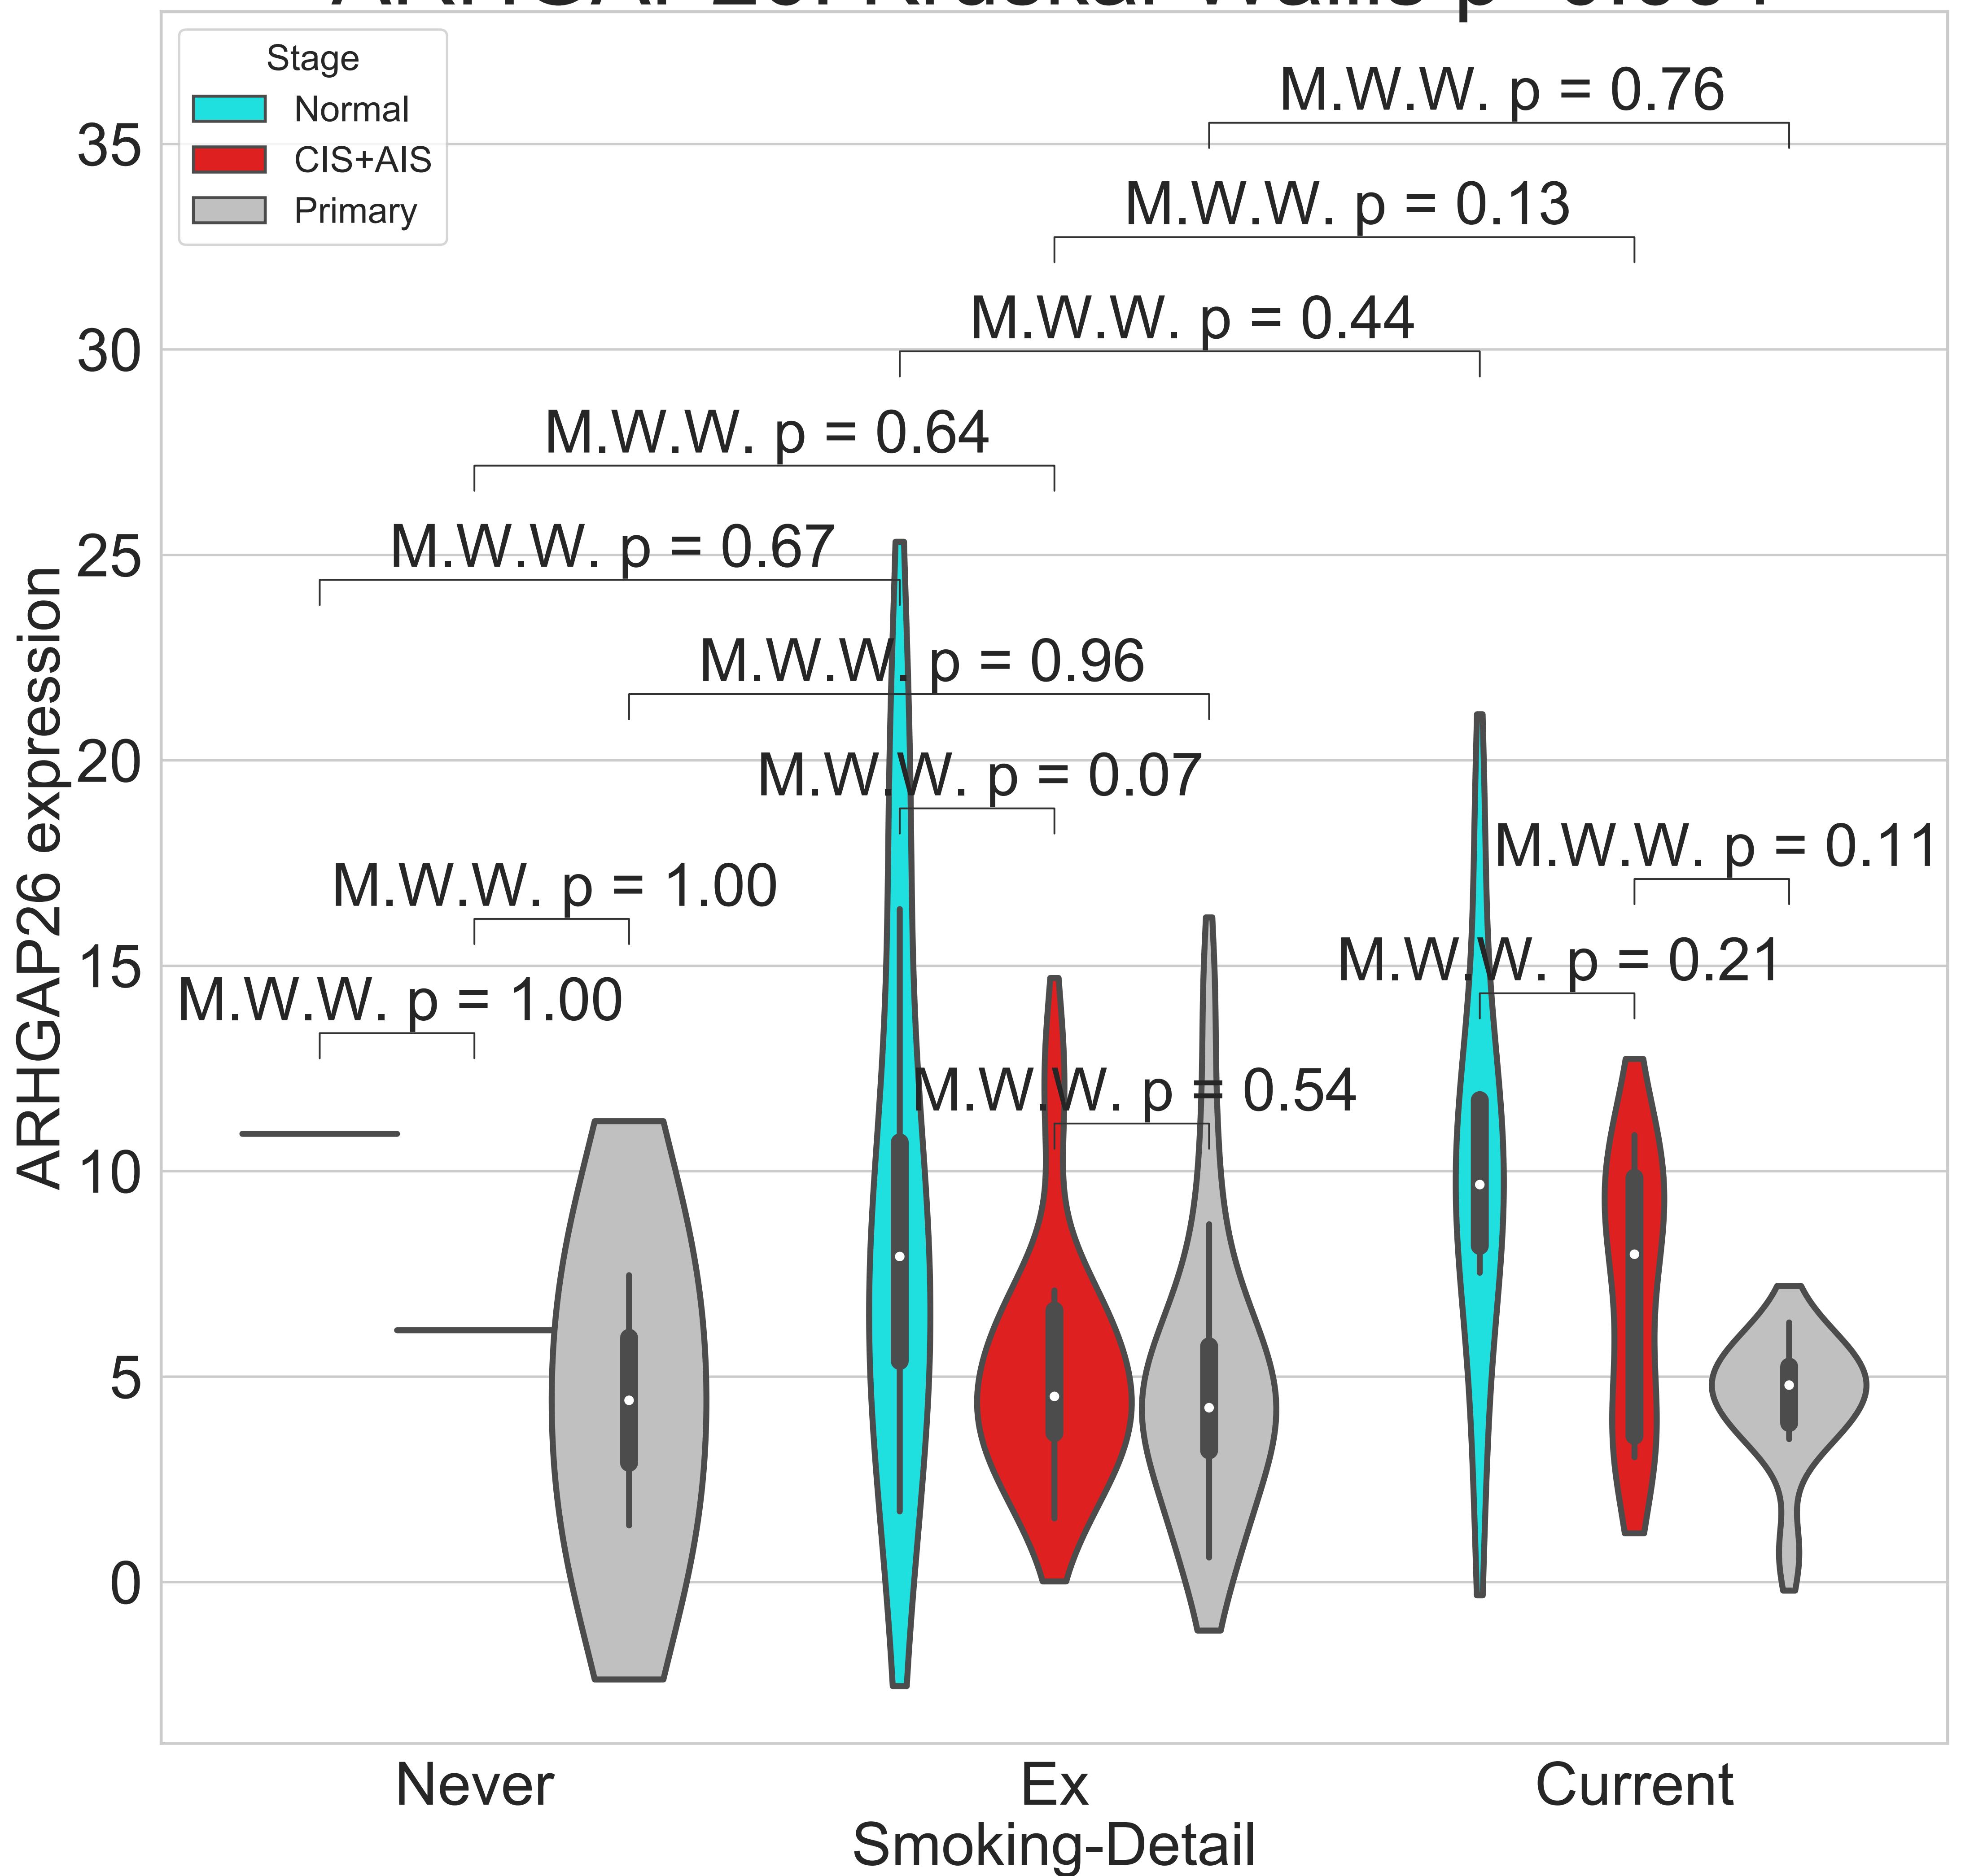 Stage
Normal
CIS+AIS
Primary
M.W.W. p = 0.76
M.W.W. p = 0.13
M.W.W. p = 0.44
M.W.W. p = 0.64
M.W.W. p = 0.67
M.W.W. p = 0.96
M.W.W. p = 0.07
M.W.W. p = 0.11
M.W.W. p = 1.00
M.W.W. p = 0.21
M.W.W. p = 1.00
M.W.W. p = 0.54
35
30
25
20
15
10
5
0
ARHGAP26 expression
Never
Ex
Current
Smoking-Detail